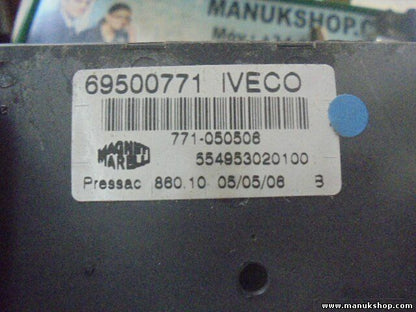 MANUKSHOP.C
69500771 IVECO
771-050506
MAGNETI
MARELLI
554953020100
Pressac 860.10 05/05/06 B
www.manukshop.com